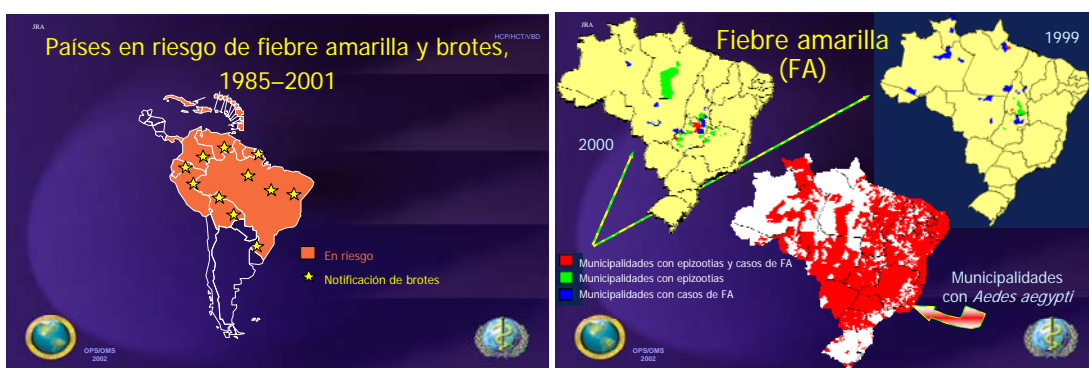 JRA
HCP/HCT/VBD
Países en riesgo de fiebre amarilla y brotes,
1985–2001
En riesgo
Notificación de brotes
OPS/OMS
2002
JRA
Fiebre amarilla
(FA)
1999
2000
Municipalidades con epizootias y casos de FA
Municipalidades con epizootias
Municipalidades con casos de FA
Municipalidades
con Aedes aegypti
OPS/OMS
2002